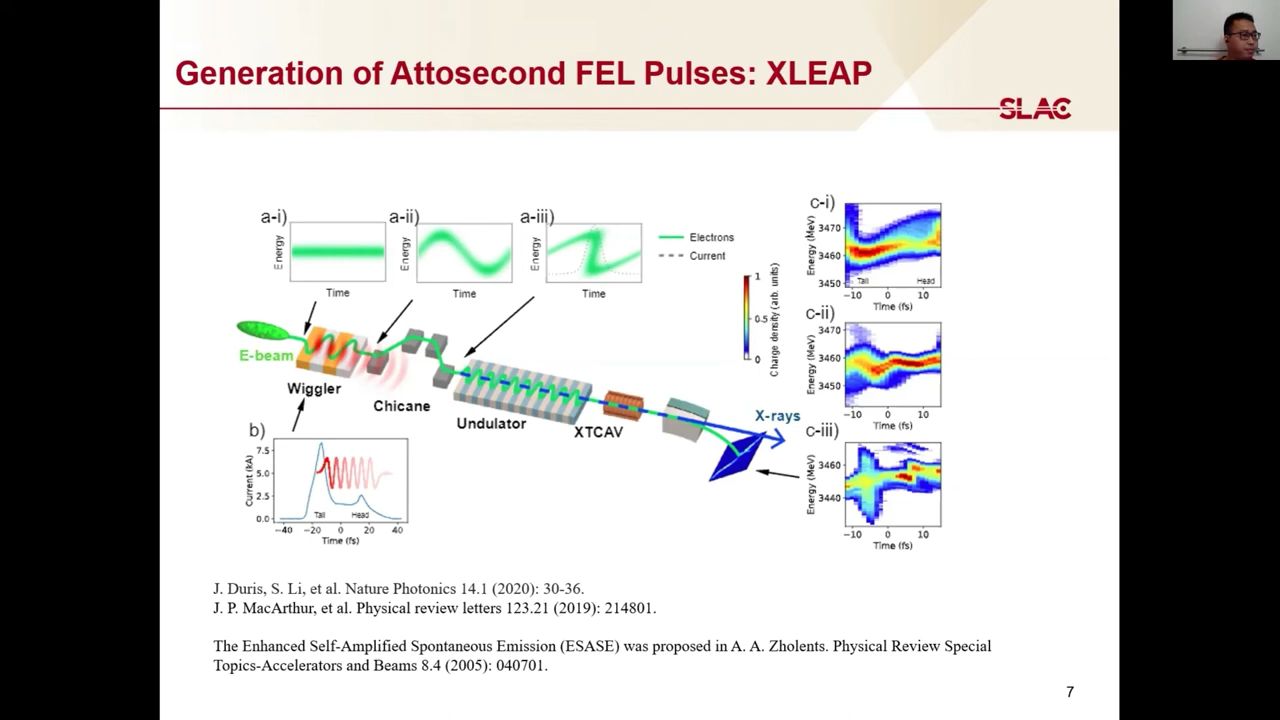 Generation of Attosecond FEL Pulses: XLEAP
SLAC
a-i)
Energy
Time
a-ii)
Energy
Time
a-iii)
Energy
Time
Electrons
Current
E-beam
Wiggler
Chicane
Undulator
XTCAV
X-rays
1
0.5
0
Charge density (arb. units)
b)
Current (kA)
7.5
5.0
2.5
0.0
Tail
Head
−40 −20 0 20 40
Time (fs)
c-i)
Energy (MeV)
3470
3460
3450
Tail
Head
−10 0 10
Time (fs)
c-ii)
Energy (MeV)
3470
3460
3450
−10 0 10
Time (fs)
c-iii)
Energy (MeV)
3460
3440
−10 0 10
Time (fs)
J. Duris, S. Li, et al. Nature Photonics 14.1 (2020): 30-36.
J. P. MacArthur, et al. Physical review letters 123.21 (2019): 214801.
The Enhanced Self-Amplified Spontaneous Emission (ESASE) was proposed in A. A. Zholents. Physical Review Special
Topics-Accelerators and Beams 8.4 (2005): 040701.
7